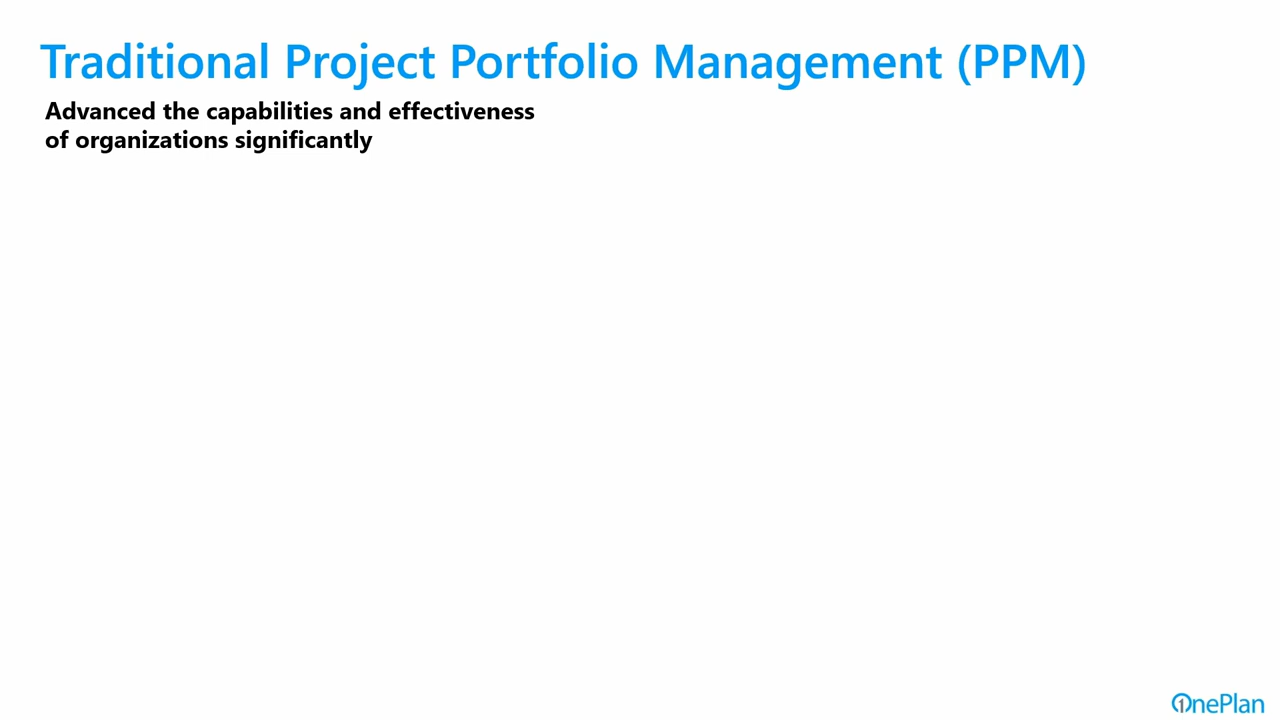 Traditional Project Portfolio Management (PPM)
Advanced the capabilities and effectiveness
of organizations significantly
OnePlan